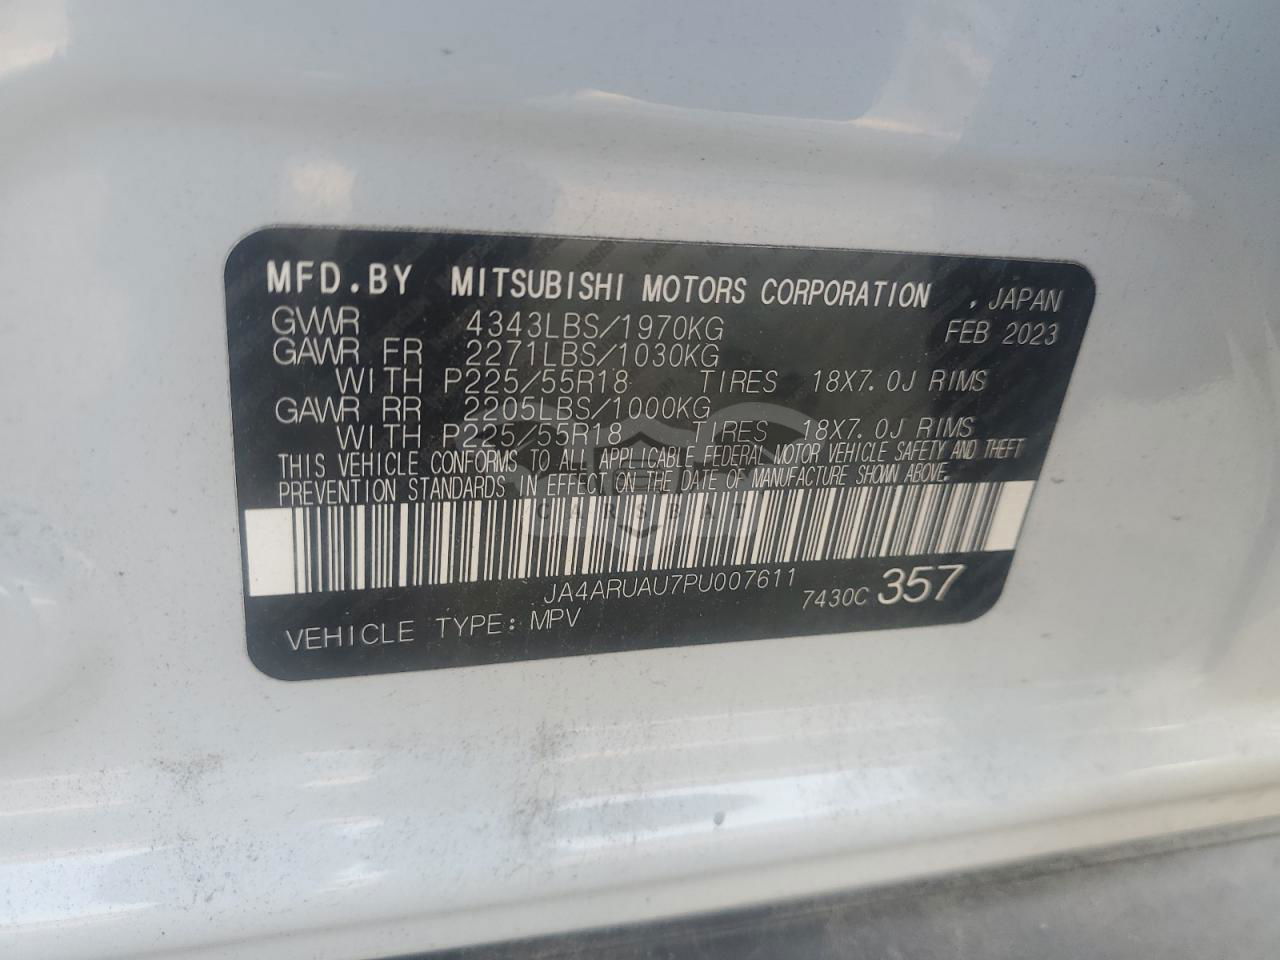 MFD.BY MITSUBISHI MOTORS CORPORATION , JAPAN
GVWR 4343LBS/1970KG FEB 2023
GAWR FR 2271LBS/1030KG
WITH P225/55R18 TIRES 18X7.0J RIMS
GAWR RR 2205LBS/1000KG
WITH P225/55R18 TIRES 18X7.0J RIMS
THIS VEHICLE CONFORMS TO ALL APPLICABLE FEDERAL MOTOR VEHICLE SAFETY AND THEFT
PREVENTION STANDARDS IN EFFECT ON THE DATE OF MANUFACTURE SHOWN ABOVE.
CARSBAT
JA4ARUAU7PU007611
7430C 357
VEHICLE TYPE: MPV